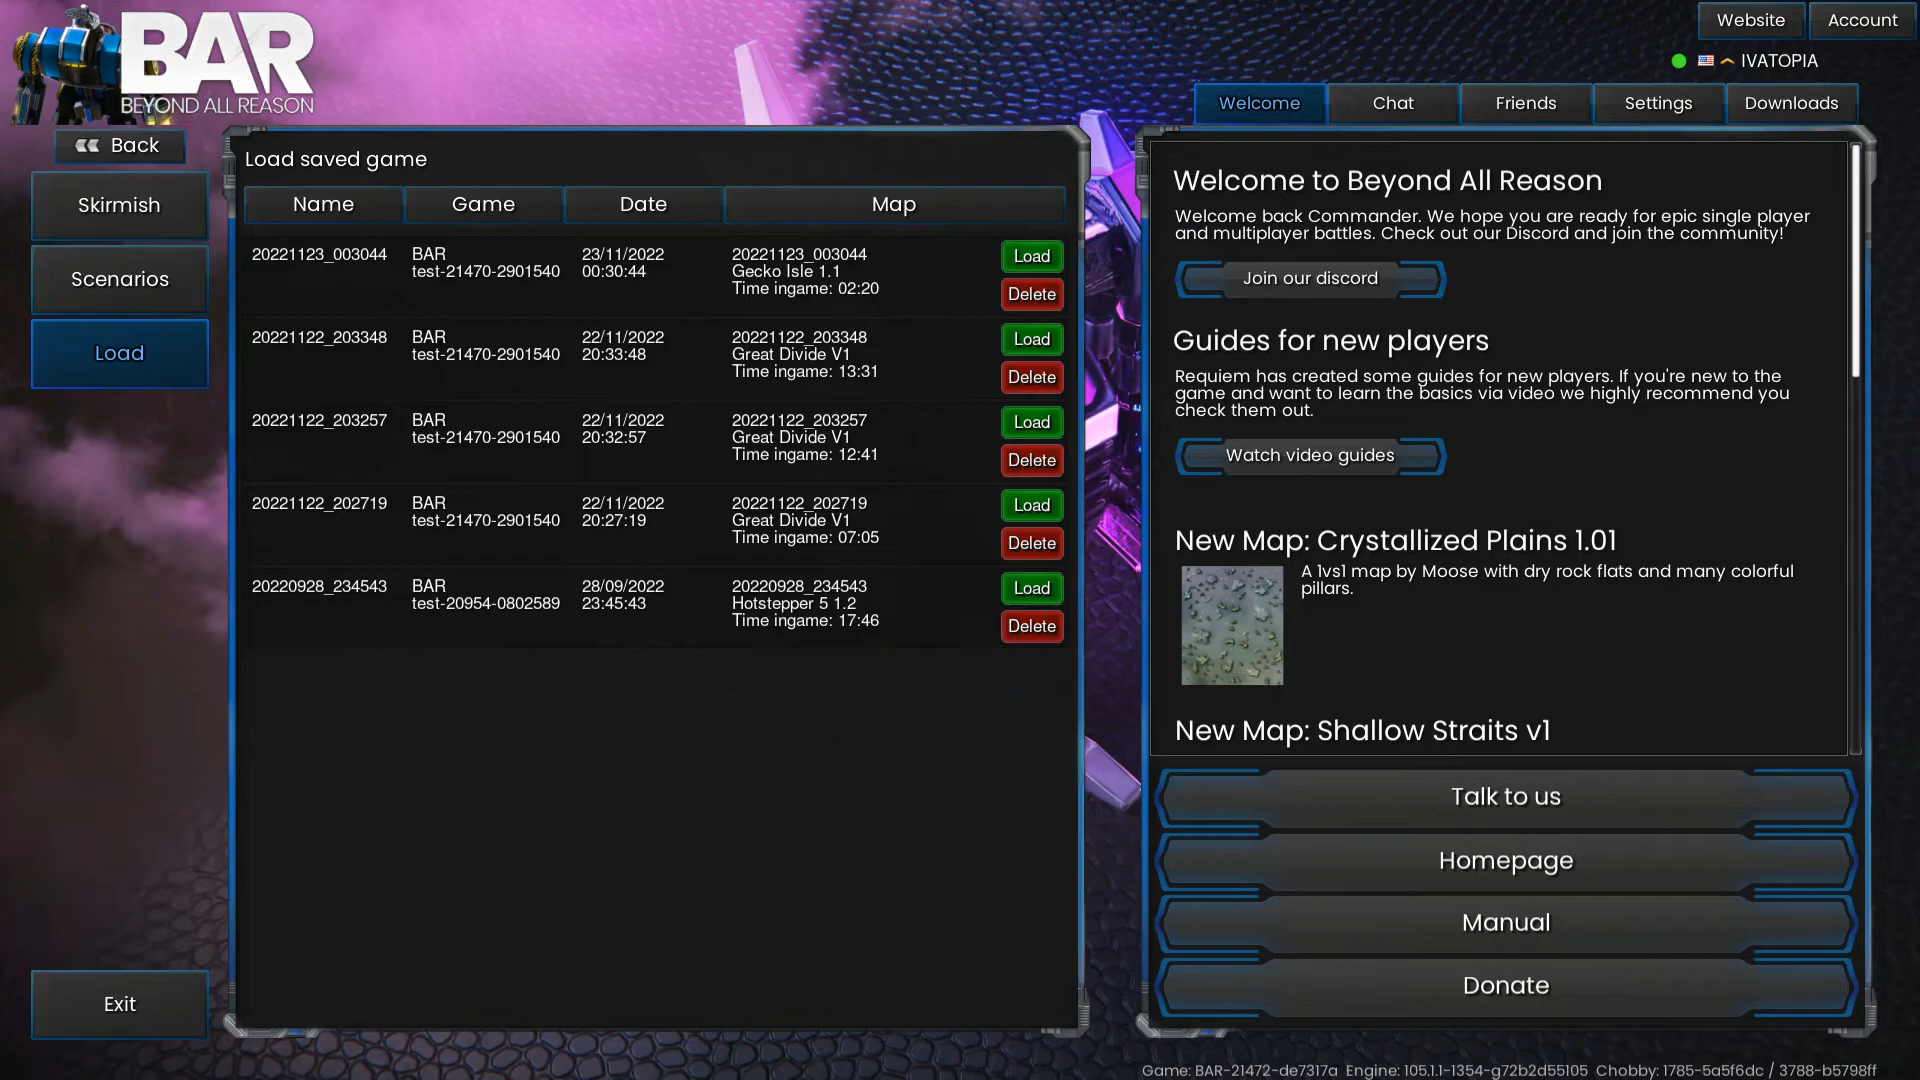 BAR
BEYOND ALL REASON
Website
Account
IVATOPIA
Welcome
Chat
Friends
Settings
Downloads
Back
Skirmish
Scenarios
Load
Exit
Load saved game
Name Game Date Map
20221123_003044 BAR 23/11/2022 20221123_003044 Load
test-21470-2901540 00:30:44 Gecko Isle 1.1
Time ingame: 02:20 Delete
20221122_203348 BAR 22/11/2022 20221122_203348 Load
test-21470-2901540 20:33:48 Great Divide V1
Time ingame: 13:31 Delete
20221122_203257 BAR 22/11/2022 20221122_203257 Load
test-21470-2901540 20:32:57 Great Divide V1
Time ingame: 12:41 Delete
20221122_202719 BAR 22/11/2022 20221122_202719 Load
test-21470-2901540 20:27:19 Great Divide V1
Time ingame: 07:05 Delete
20220928_234543 BAR 28/09/2022 20220928_234543 Load
test-20954-0802589 23:45:43 Hotstepper 5 1.2
Time ingame: 17:46 Delete
Welcome to Beyond All Reason
Welcome back Commander. We hope you are ready for epic single player
and multiplayer battles. Check out our Discord and join the community!
Join our discord
Guides for new players
Requiem has created some guides for new players. If you're new to the
game and want to learn the basics via video we highly recommend you
check them out.
Watch video guides
New Map: Crystallized Plains 1.01
A 1vs1 map by Moose with dry rock flats and many colorful
pillars.
New Map: Shallow Straits v1
Talk to us
Homepage
Manual
Donate
Game: BAR-21472-de7317a Engine: 105.1.1-1354-g72b2d55105 Chobby: 1785-5a5f6dc / 3788-b5798ff